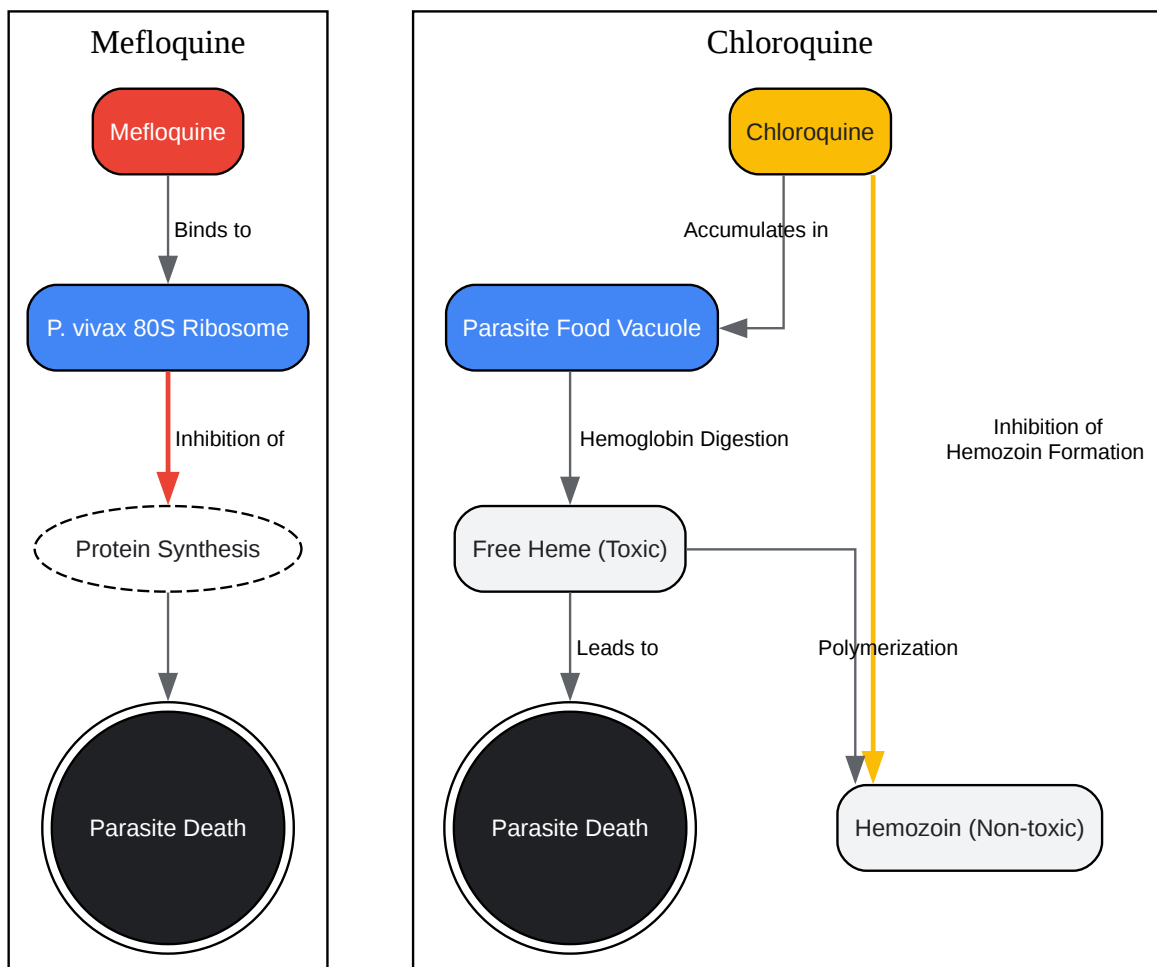 Mefloquine
Mefloquine
Binds to
P. vivax 80S Ribosome
Inhibition of
Protein Synthesis
Parasite Death
Chloroquine
Chloroquine
Accumulates in
Parasite Food Vacuole
Hemoglobin Digestion
Inhibition of
Hemozoin Formation
Free Heme (Toxic)
Leads to
Polymerization
Parasite Death
Hemozoin (Non-toxic)